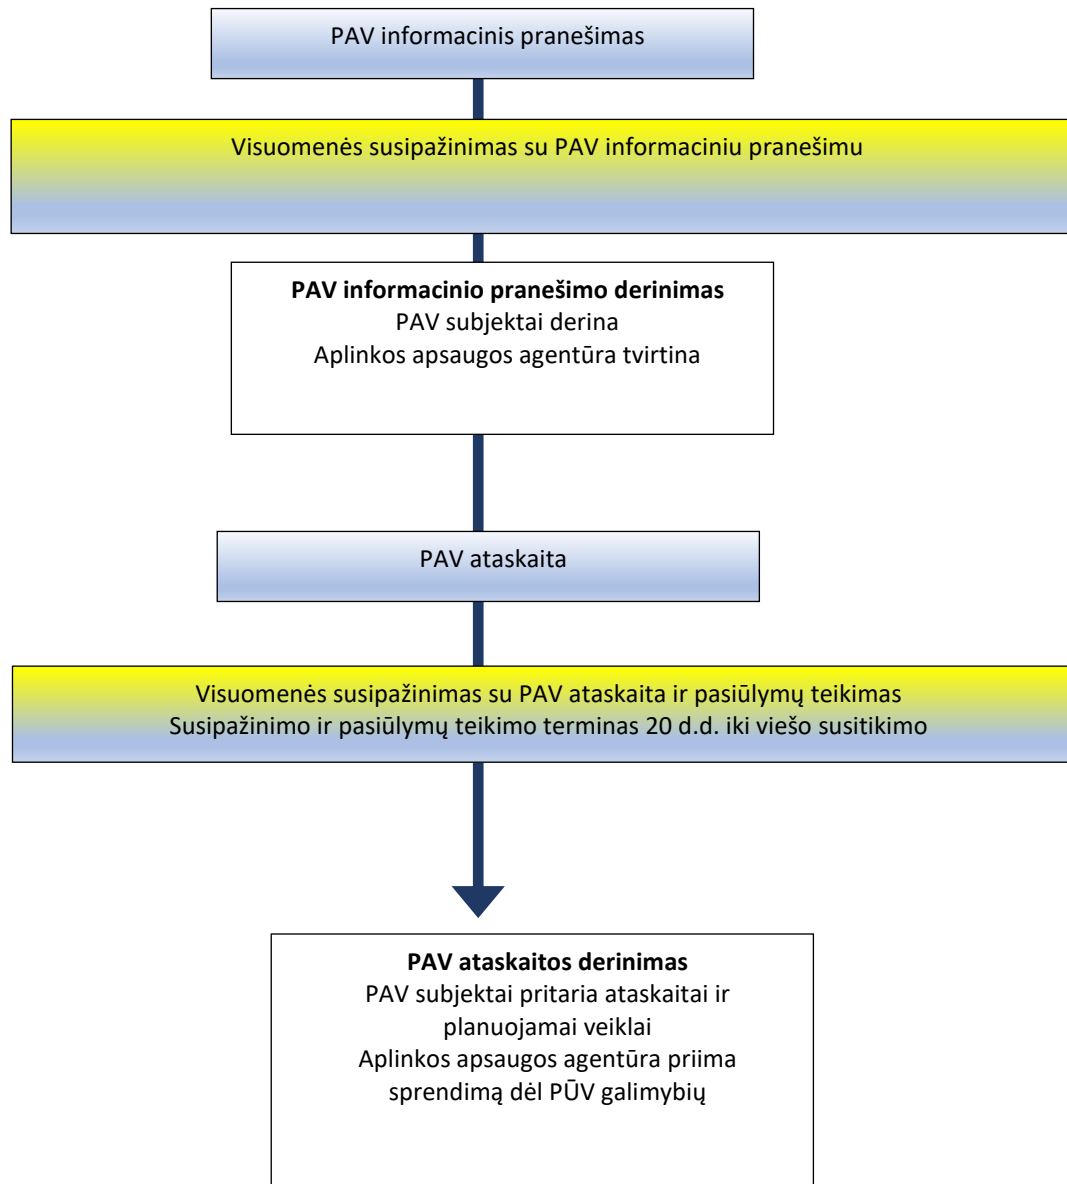 PAV informacinis pranešimas
Visuomenės susipažinimas su PAV informaciniu pranešimu
PAV informacinio pranešimo derinimas
PAV subjektai derina
Aplinkos apsaugos agentūra tvirtina
PAV ataskaita
Visuomenės susipažinimas su PAV ataskaita ir pasiūlymų teikimas
Susipažinimo ir pasiūlymų teikimo terminas 20 d.d. iki viešo susitikimo
PAV ataskaitos derinimas
PAV subjektai pritaria ataskaitai ir
planuojamai veiklai
Aplinkos apsaugos agentūra priima
sprendimą dėl PŪV galimybių